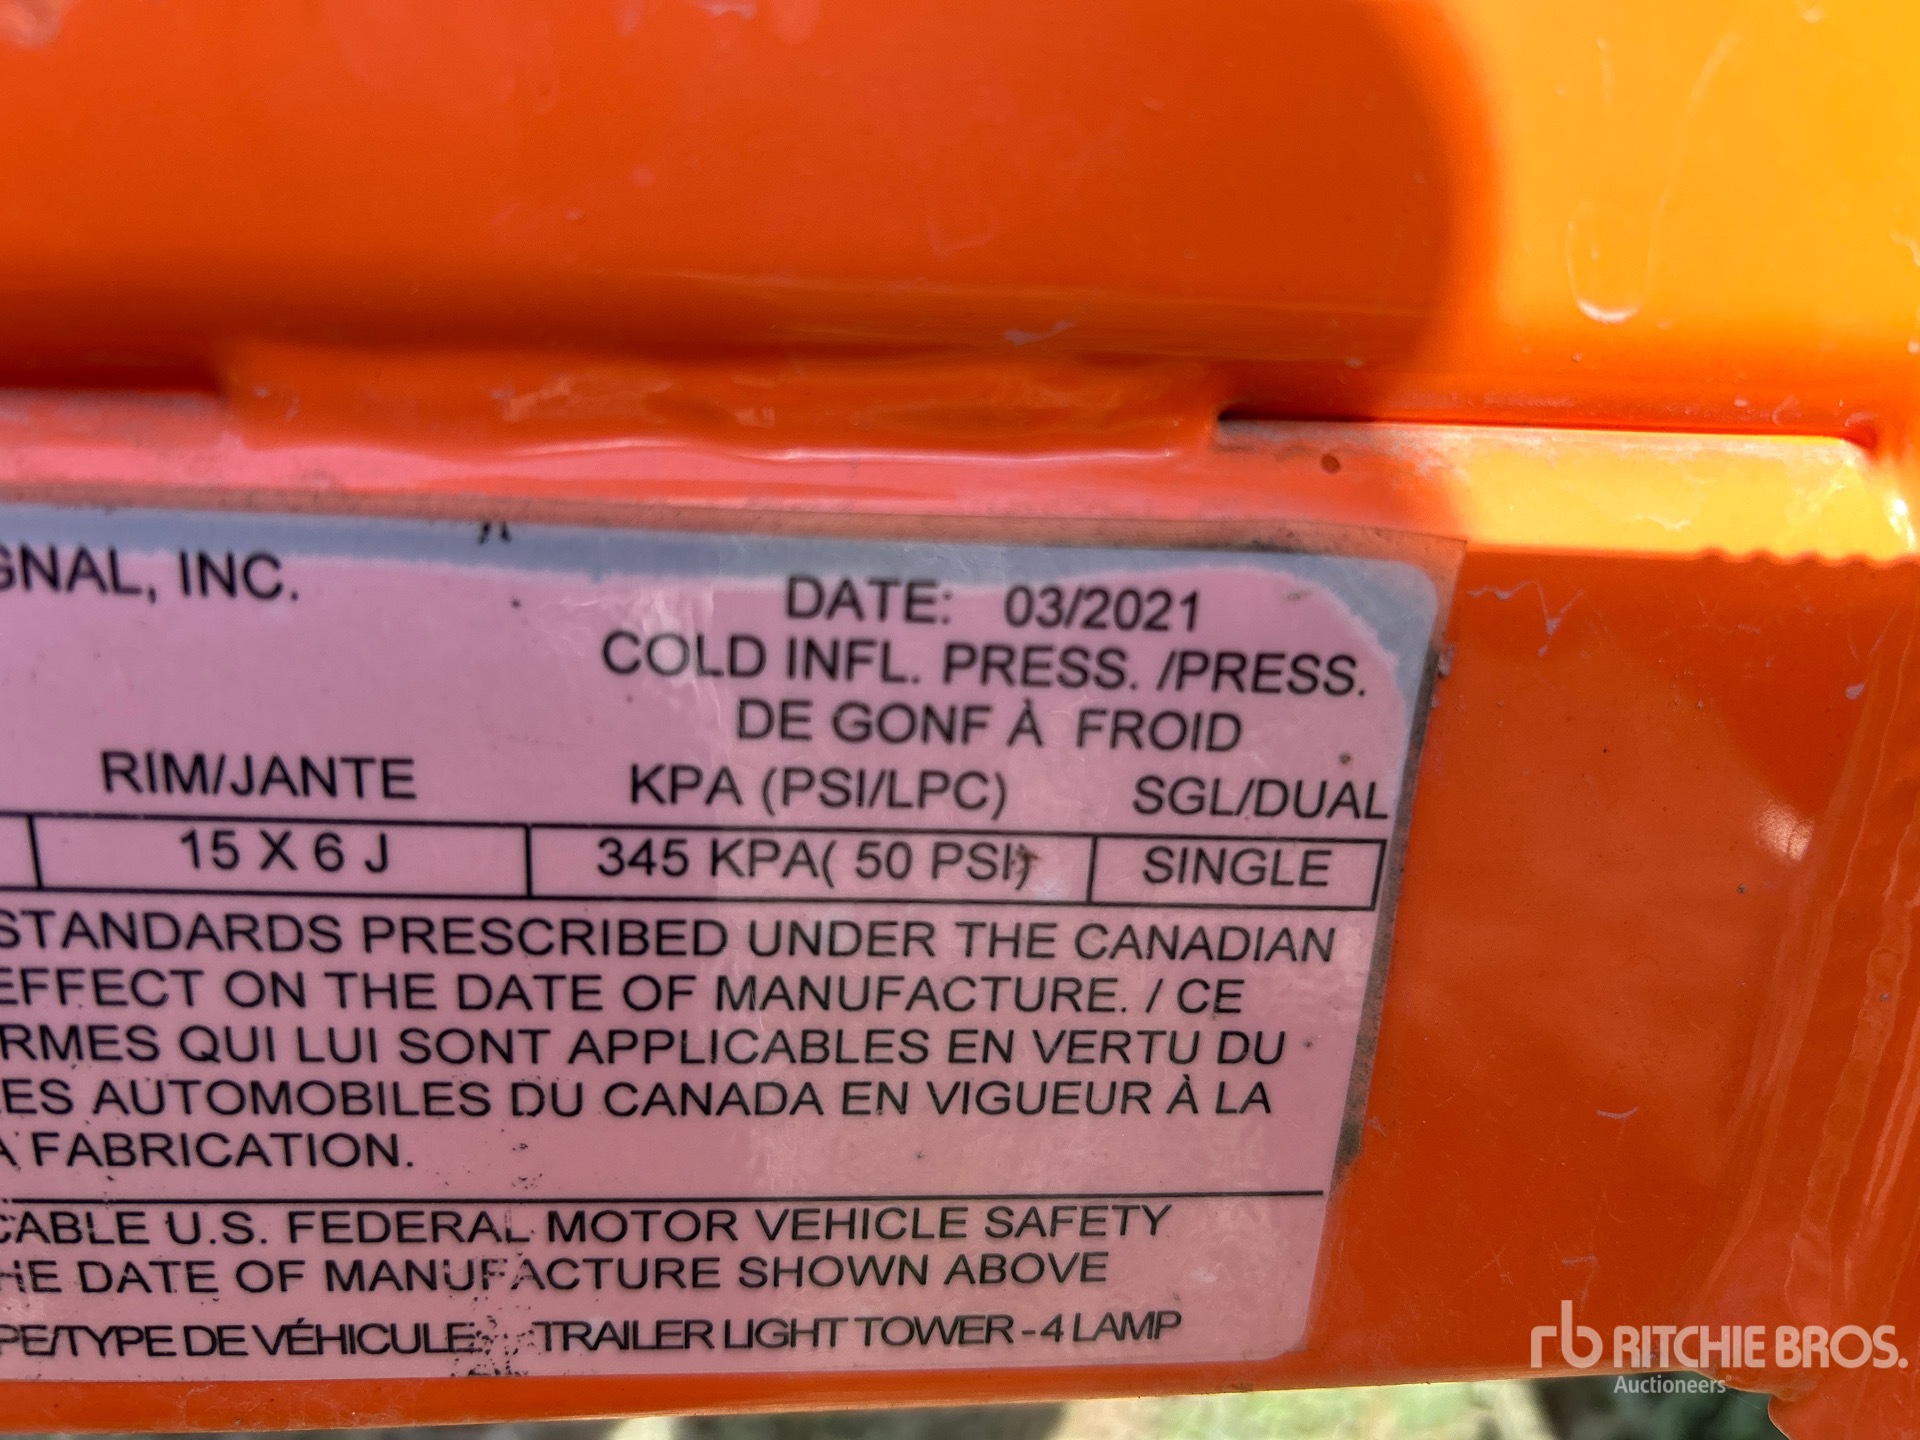 GNAL, INC.
DATE: 03/2021
COLD INFL. PRESS. /PRESS.
DE GONF À FROID
RIM/JANTE KPA (PSI/LPC) SGL/DUAL
15 X 6 J 345 KPA( 50 PSI) SINGLE
STANDARDS PRESCRIBED UNDER THE CANADIAN
EFFECT ON THE DATE OF MANUFACTURE. / CE
RMES QUI LUI SONT APPLICABLES EN VERTU DU
LES AUTOMOBILES DU CANADA EN VIGUEUR À LA
A FABRICATION.
CABLE U.S. FEDERAL MOTOR VEHICLE SAFETY
HE DATE OF MANUFACTURE SHOWN ABOVE
PE/TYPE DE VÉHICULE: TRAILER LIGHT TOWER - 4 LAMP
rb RITCHIE BROS.
Auctioneers